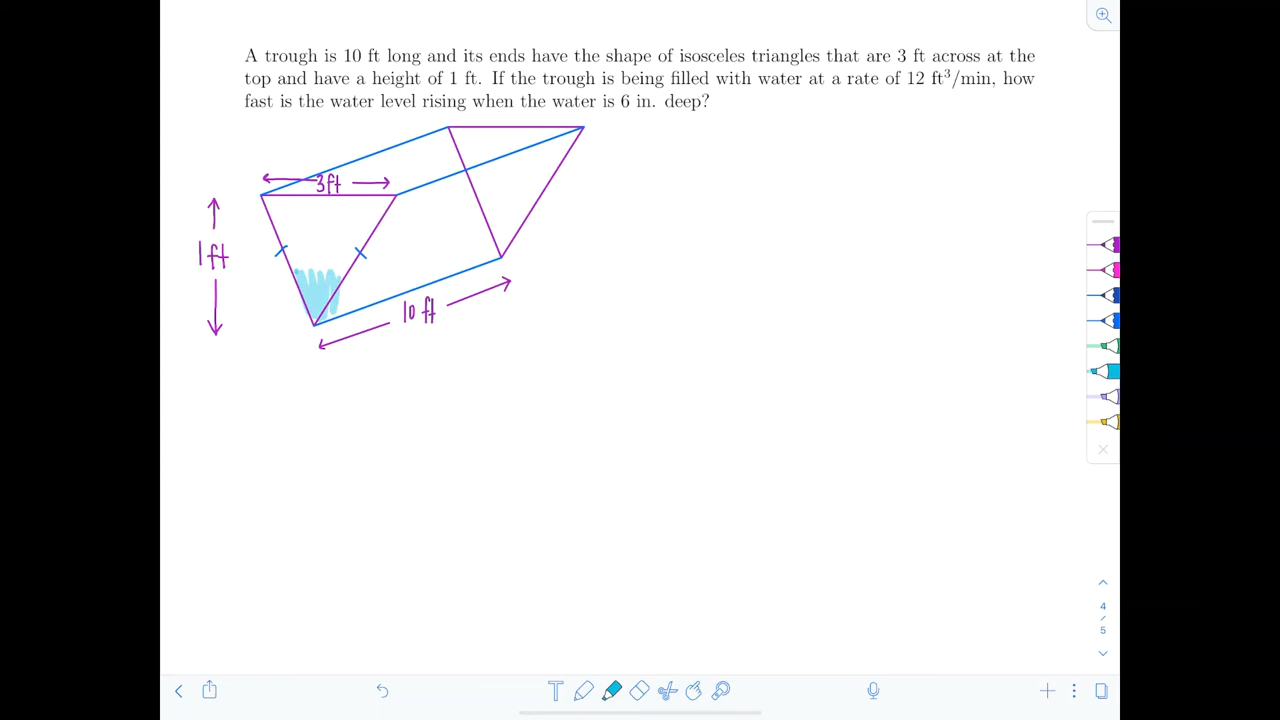 A trough is 10 ft long and its ends have the shape of isosceles triangles that are 3 ft across at the
top and have a height of 1 ft. If the trough is being filled with water at a rate of 12 ft³/min, how
fast is the water level rising when the water is 6 in. deep?
3ft
1ft
10 ft
4
/
5
T